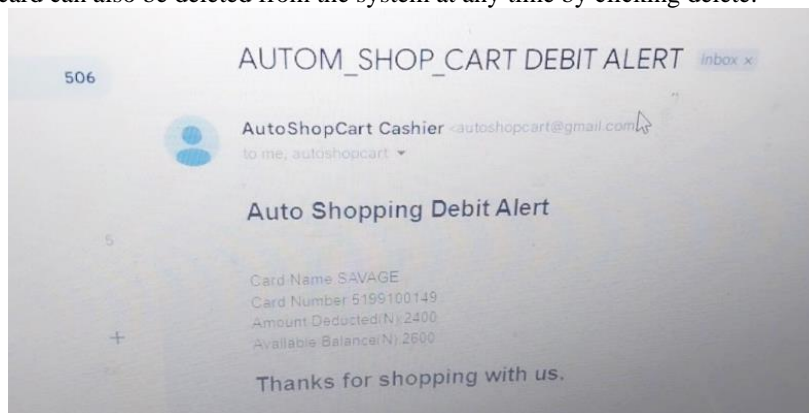 card can also be deleted from the system at any time by clicking delete.
506
AUTOM_SHOP_CART DEBIT ALERT Inbox x
AutoShopCart Cashier <autoshopcart@gmail.com
to me, autoshopcart
Auto Shopping Debit Alert
5
Card Name SAVAGE
Card Number 5199100149
Amount Deducted(N) 2400
Available Balance(N) 2600
Thanks for shopping with us.